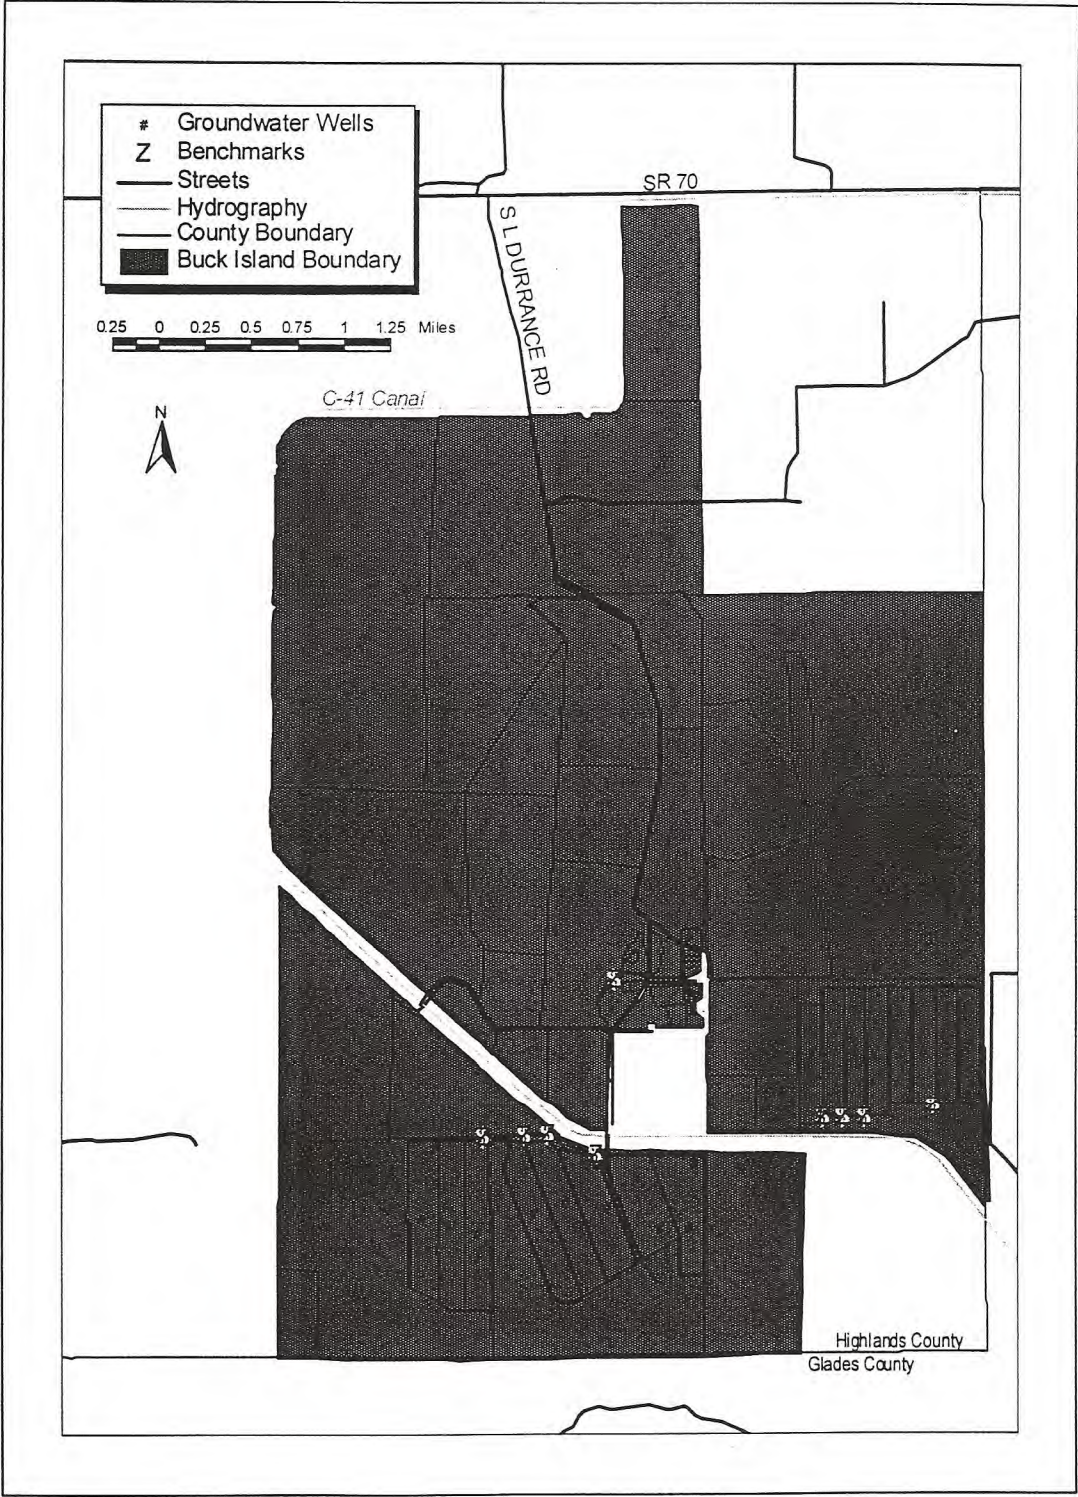 # Groundwater Wells
Z Benchmarks
Streets
Hydrography
County Boundary
Buck Island Boundary
0.25 0 0.25 0.5 0.75 1 1.25 Miles
SR 70
S L DURRANCE RD
C-41 Canal
N
Highlands County
Glades County